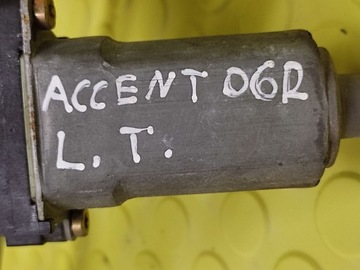 ACCENT 06R
L. T.